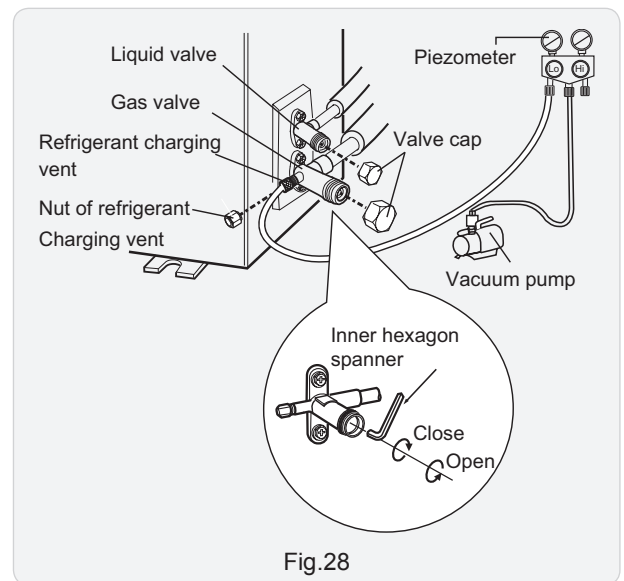 Liquid valve
Gas valve
Refrigerant charging
vent
Nut of refrigerant
Charging vent
Piezometer
Lo
Hi
Valve cap
Vacuum pump
Inner hexagon
spanner
Close
Open
Fig.28